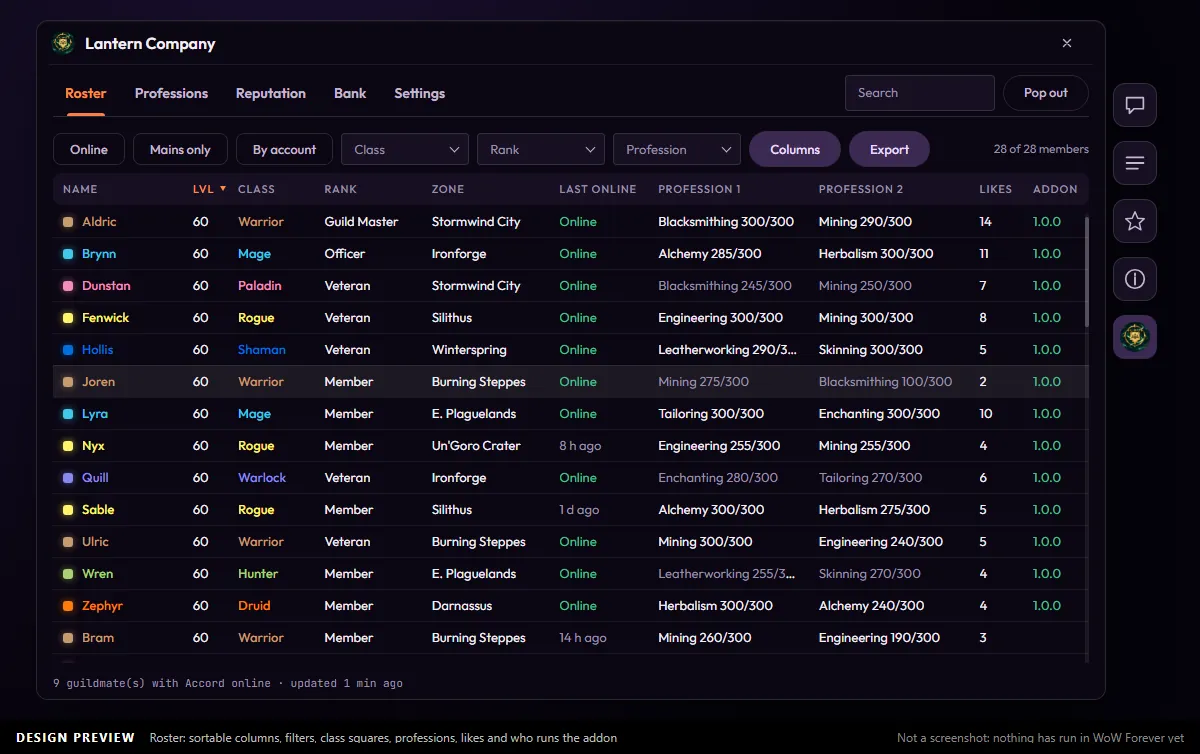 Lantern Company
Roster Professions Reputation Bank Settings Search Pop out
Online Mains only By account Class Rank Profession Columns Export 28 of 28 members
NAME LVL CLASS RANK ZONE LAST ONLINE PROFESSION 1 PROFESSION 2 LIKES ADDON
Aldric 60 Warrior Guild Master Stormwind City Online Blacksmithing 300/300 Mining 290/300 14 1.0.0
Brynn 60 Mage Officer Ironforge Online Alchemy 285/300 Herbalism 300/300 11 1.0.0
Dunstan 60 Paladin Veteran Stormwind City Online Blacksmithing 245/300 Mining 250/300 7 1.0.0
Fenwick 60 Rogue Veteran Silithus Online Engineering 300/300 Mining 300/300 8 1.0.0
Hollis 60 Shaman Veteran Winterspring Online Leatherworking 290/3... Skinning 300/300 5 1.0.0
Joren 60 Warrior Member Burning Steppes Online Mining 275/300 Blacksmithing 100/300 2 1.0.0
Lyra 60 Mage Member E. Plaguelands Online Tailoring 300/300 Enchanting 300/300 10 1.0.0
Nyx 60 Rogue Member Un'Goro Crater 8 h ago Engineering 255/300 Mining 255/300 4 1.0.0
Quill 60 Warlock Veteran Ironforge Online Enchanting 280/300 Tailoring 270/300 6 1.0.0
Sable 60 Rogue Member Silithus 1 d ago Alchemy 300/300 Herbalism 275/300 5 1.0.0
Ulric 60 Warrior Veteran Burning Steppes Online Mining 300/300 Engineering 240/300 5 1.0.0
Wren 60 Hunter Member E. Plaguelands Online Leatherworking 255/3... Skinning 270/300 4 1.0.0
Zephyr 60 Druid Member Darnassus Online Herbalism 300/300 Alchemy 240/300 4 1.0.0
Bram 60 Warrior Member Burning Steppes 14 h ago Mining 260/300 Engineering 190/300 3
9 guildmate(s) with Accord online · updated 1 min ago
DESIGN PREVIEW Roster: sortable columns, filters, class squares, professions, likes and who runs the addon Not a screenshot: nothing has run in WoW Forever yet